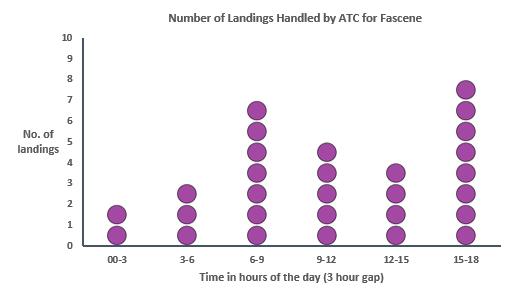 Number of Landings Handled by ATC for Fascene
10
9
8
7
6
5
4
3
2
1
0
No. of
landings
00-3 3-6 6-9 9-12 12-15 15-18
Time in hours of the day (3 hour gap)